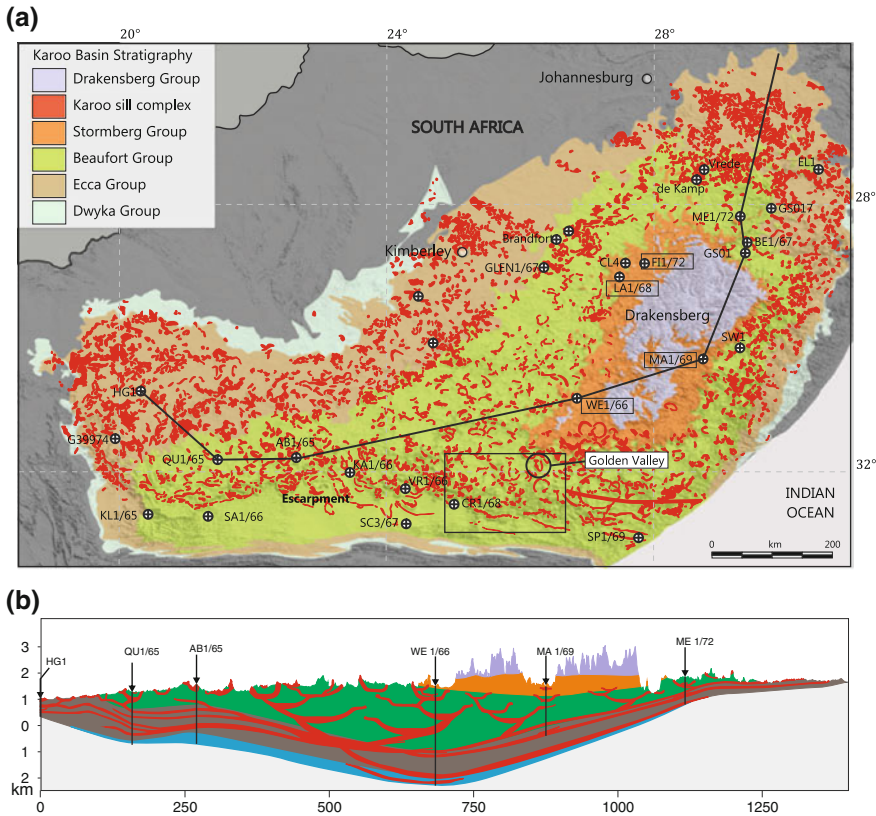 (a)
20°
24°
28°
Karoo Basin Stratigraphy
Drakensberg Group
Karoo sill complex
Stormberg Group
Beaufort Group
Ecca Group
Dwyka Group
Johannesburg
SOUTH AFRICA
Vrede
EL1
de Kamp
28°
ME1/72
GS017
Brandfort
BE1/67
Kimberley
GS01
CL4
FI1/72
GLEN1/67
LA1/68
Drakensberg
SW1
MA1/69
HG1
WE1/66
G39974
AB1/65
QU1/65
KA1/66
Golden Valley
32°
VR1/66
Escarpment
CR1/68
INDIAN
OCEAN
KL1/65
SA1/66
SC3/67
SP1/69
0 km 200
(b)
HG1
QU1/65
AB1/65
WE 1/66
MA 1/69
ME 1/72
3
2
1
0
1
2
km
0 250 500 750 1000 1250